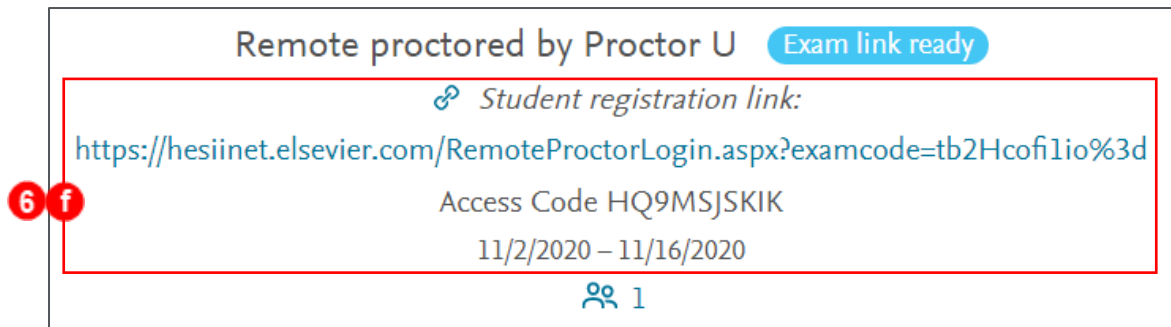 Remote proctored by Proctor U Exam link ready
Student registration link:
https://hesiinet.elsevier.com/RemoteProctorLogin.aspx?examcode=tb2Hcofi1io%3d
6 f Access Code HQ9MSJSKIK
11/2/2020 – 11/16/2020
1